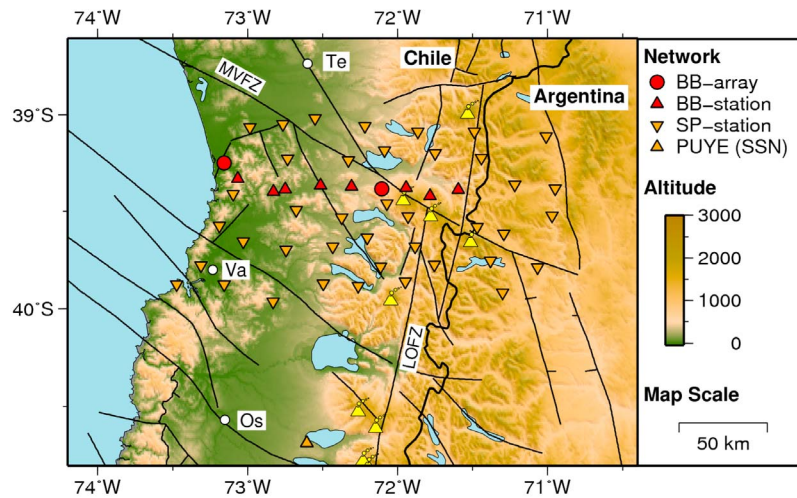 74°W 73°W 72°W 71°W
Te
Chile
MVFZ
Argentina
39°S
Va
40°S
LOFZ
Os
74°W 73°W 72°W 71°W
Network
BB-array
BB-station
SP-station
PUYE (SSN)
Altitude
3000
2000
1000
0
Map Scale
50 km